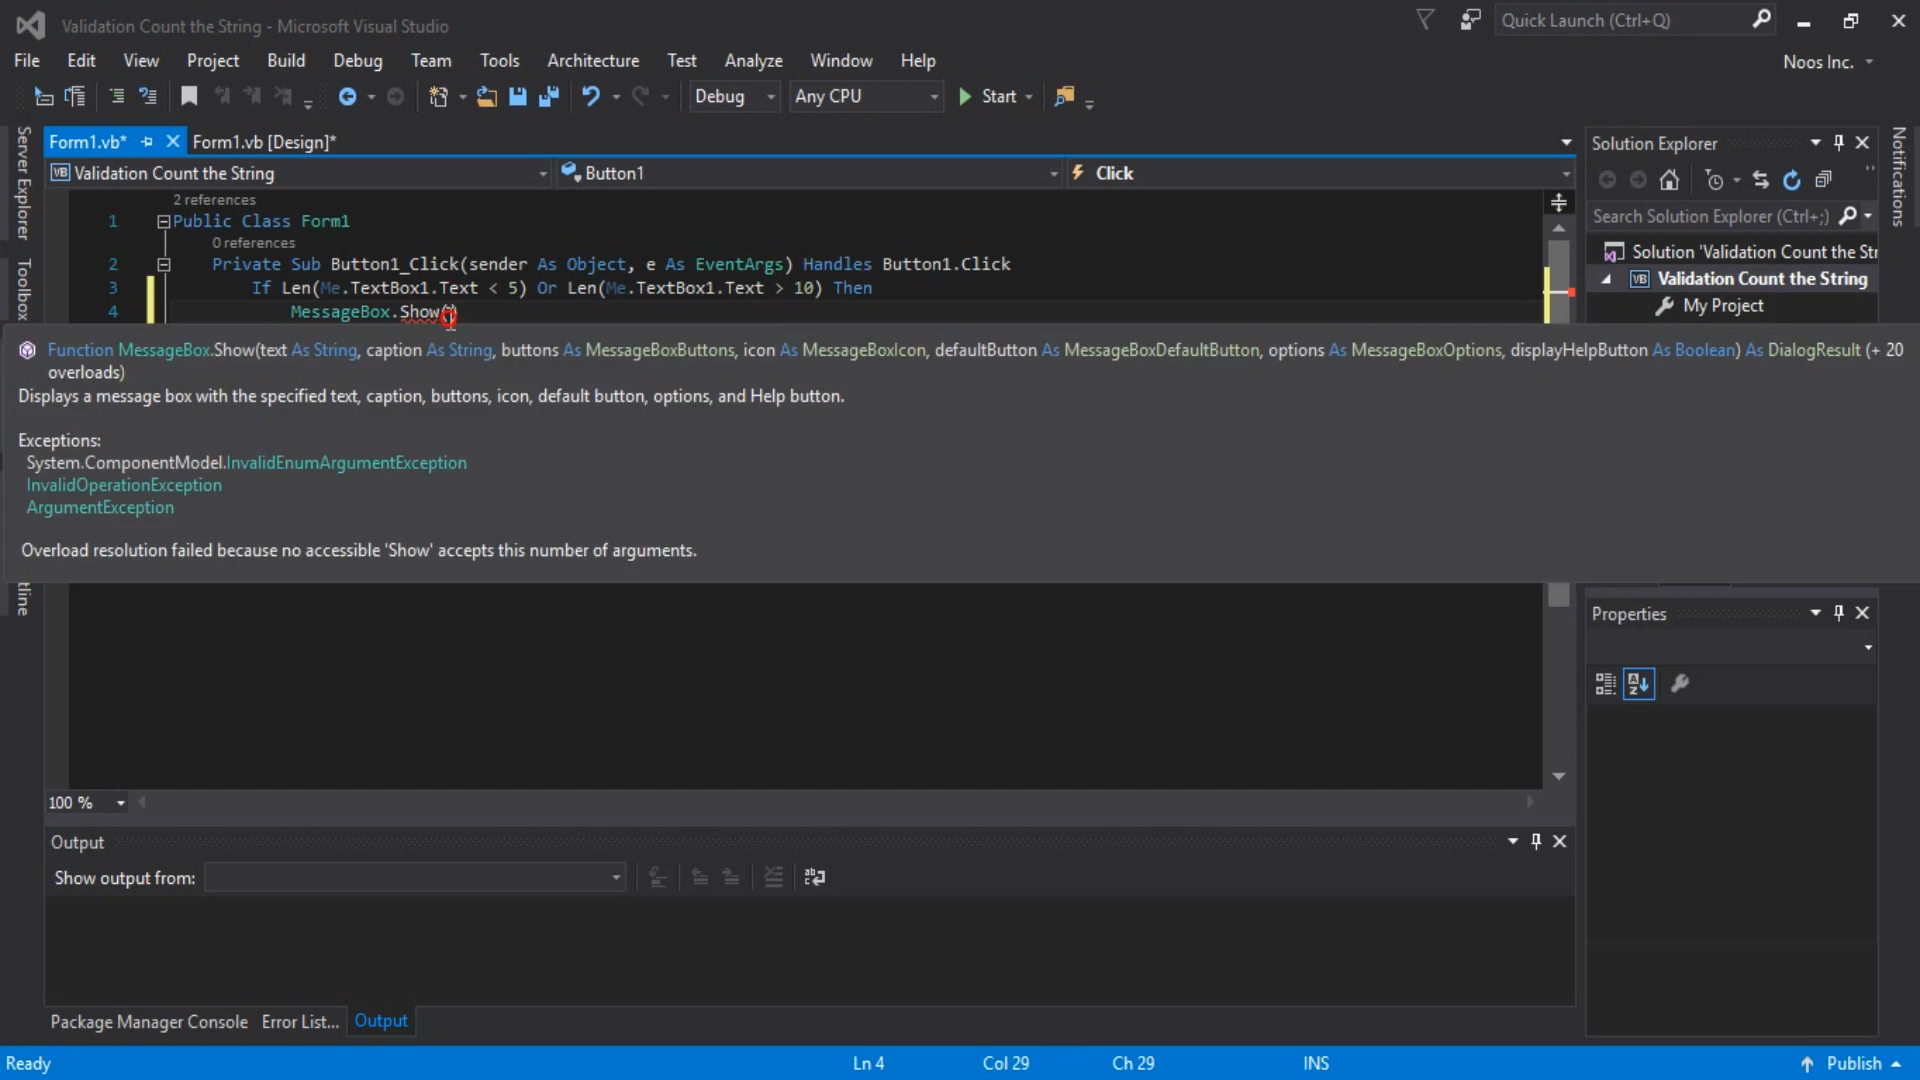 Validation Count the String - Microsoft Visual Studio
Quick Launch (Ctrl+Q)
File Edit View Project Build Debug Team Tools Architecture Test Analyze Window Help
Noos Inc.
Debug Any CPU Start
Form1.vb* Form1.vb [Design]*
Validation Count the String Button1 Click
Server Explorer
Toolbox
2 references
1 Public Class Form1
0 references
2 Private Sub Button1_Click(sender As Object, e As EventArgs) Handles Button1.Click
3 If Len(Me.TextBox1.Text < 5) Or Len(Me.TextBox1.Text > 10) Then
4 MessageBox.Show()
Function MessageBox.Show(text As String, caption As String, buttons As MessageBoxButtons, icon As MessageBoxIcon, defaultButton As MessageBoxDefaultButton, options As MessageBoxOptions, displayHelpButton As Boolean) As DialogResult (+ 20
overloads)
Displays a message box with the specified text, caption, buttons, icon, default button, options, and Help button.
Exceptions:
System.ComponentModel.InvalidEnumArgumentException
InvalidOperationException
ArgumentException
Overload resolution failed because no accessible 'Show' accepts this number of arguments.
tline
Solution Explorer
Search Solution Explorer (Ctrl+;)
Solution 'Validation Count the Str
VB Validation Count the String
My Project
Notifications
Properties
100 %
Output
Show output from:
Package Manager Console Error List... Output
Ready Ln 4 Col 29 Ch 29 INS Publish